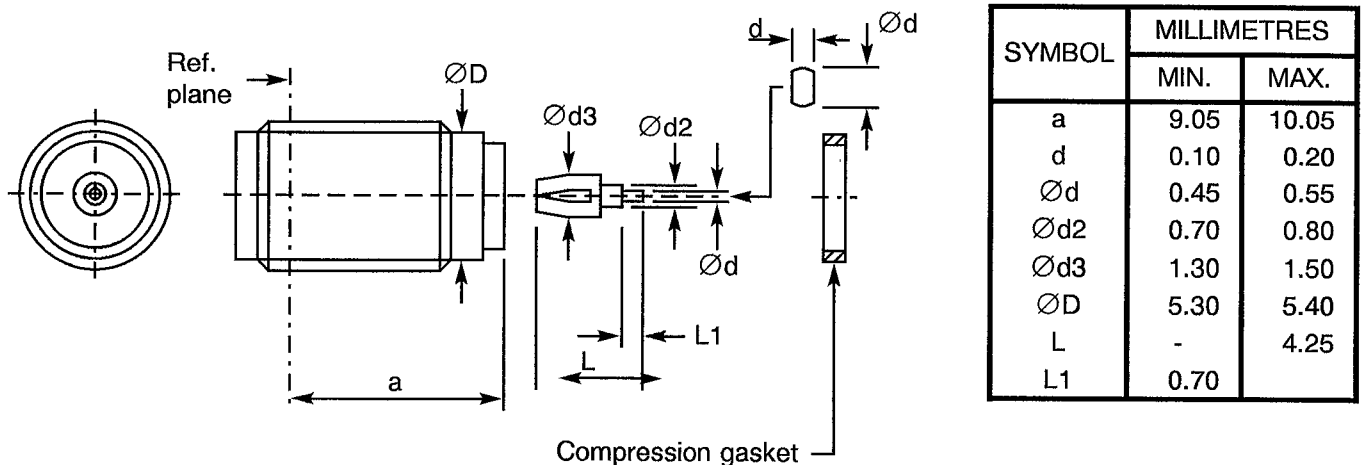 Ref.
plane
ØD
Ød3
Ød2
d
Ød
Ød
L1
L
a
Compression gasket
SYMBOL MILLIMETRES
MIN. MAX.
a 9.05 10.05
d 0.10 0.20
Ød 0.45 0.55
Ød2 0.70 0.80
Ød3 1.30 1.50
ØD 5.30 5.40
L - 4.25
L1 0.70